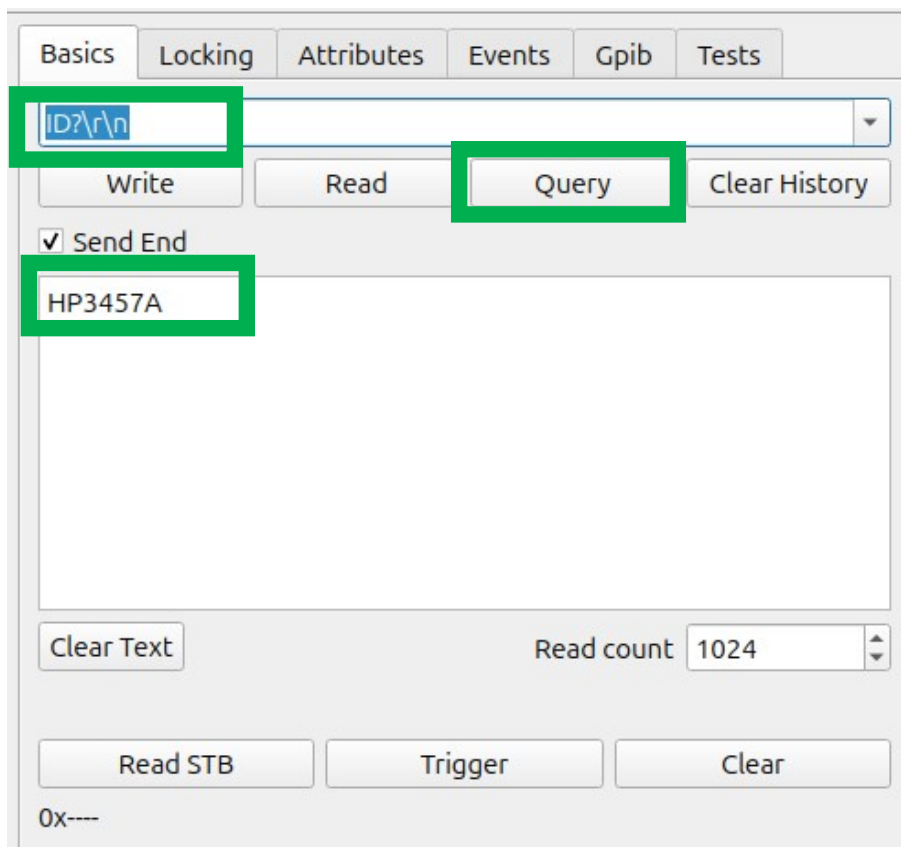 Basics Locking Attributes Events Gpib Tests
ID?\r\n
Write Read Query Clear History
Send End
HP3457A
Clear Text Read count 1024
Read STB Trigger Clear
0x----